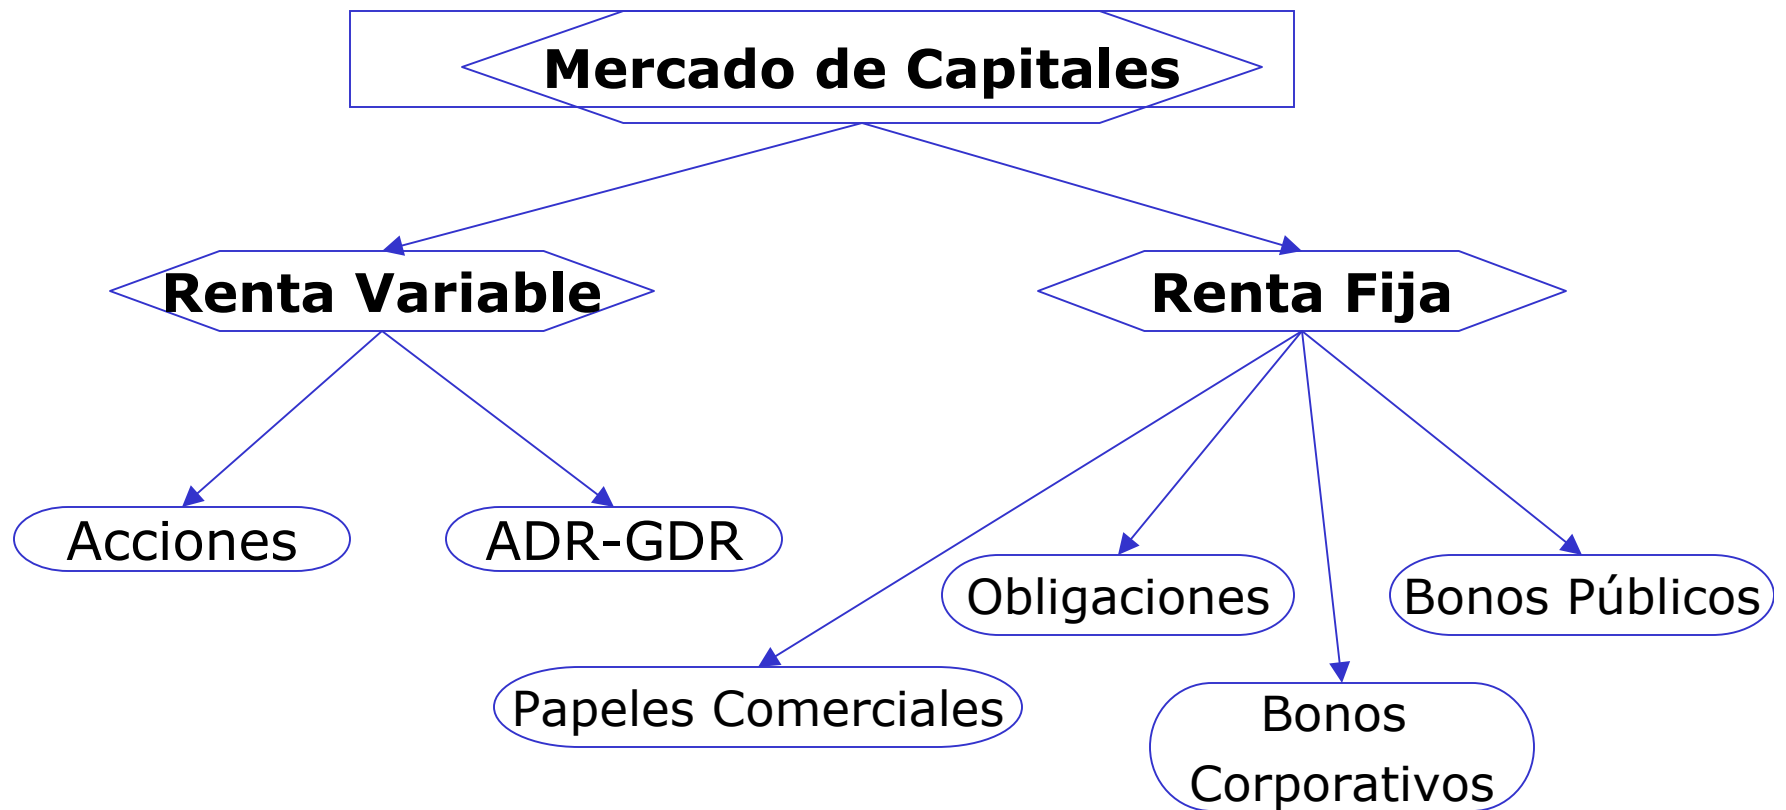 Mercado de Capitales
Renta Variable
Renta Fija
Acciones
ADR-GDR
Obligaciones
Bonos Públicos
Papeles Comerciales
Bonos
Corporativos